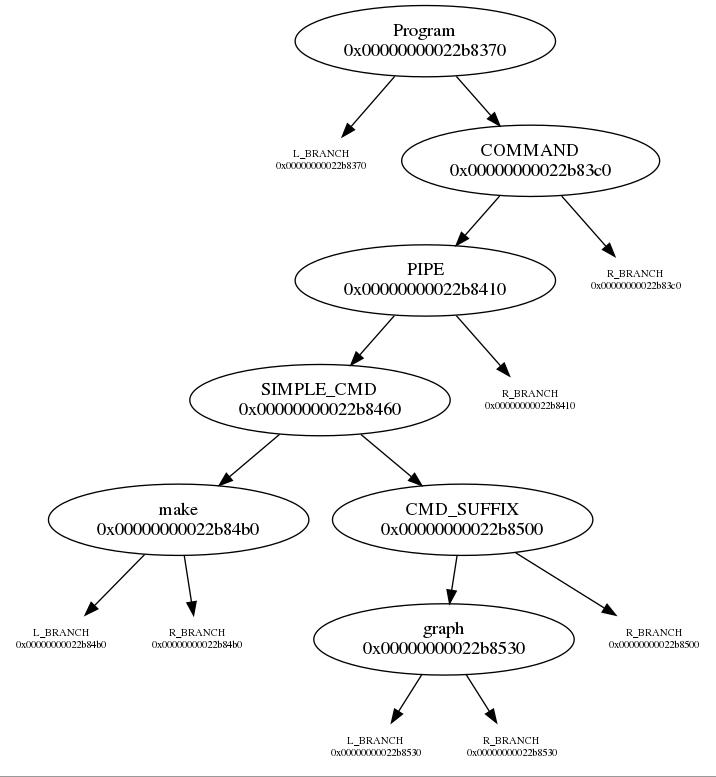 Program
0x00000000022b8370
L_BRANCH
0x00000000022b8370
COMMAND
0x00000000022b83c0
PIPE
0x00000000022b8410
R_BRANCH
0x00000000022b83c0
SIMPLE_CMD
0x00000000022b8460
R_BRANCH
0x00000000022b8410
make
0x00000000022b84b0
CMD_SUFFIX
0x00000000022b8500
L_BRANCH
0x00000000022b84b0
R_BRANCH
0x00000000022b84b0
graph
0x00000000022b8530
R_BRANCH
0x00000000022b8500
L_BRANCH
0x00000000022b8530
R_BRANCH
0x00000000022b8530